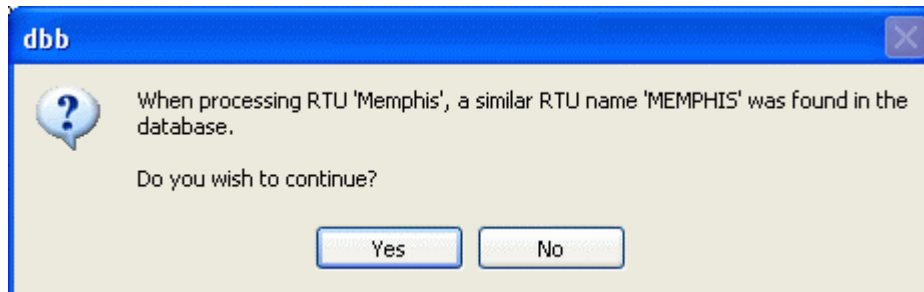 dbb
When processing RTU 'Memphis', a similar RTU name 'MEMPHIS' was found in the
database.
Do you wish to continue?
Yes No